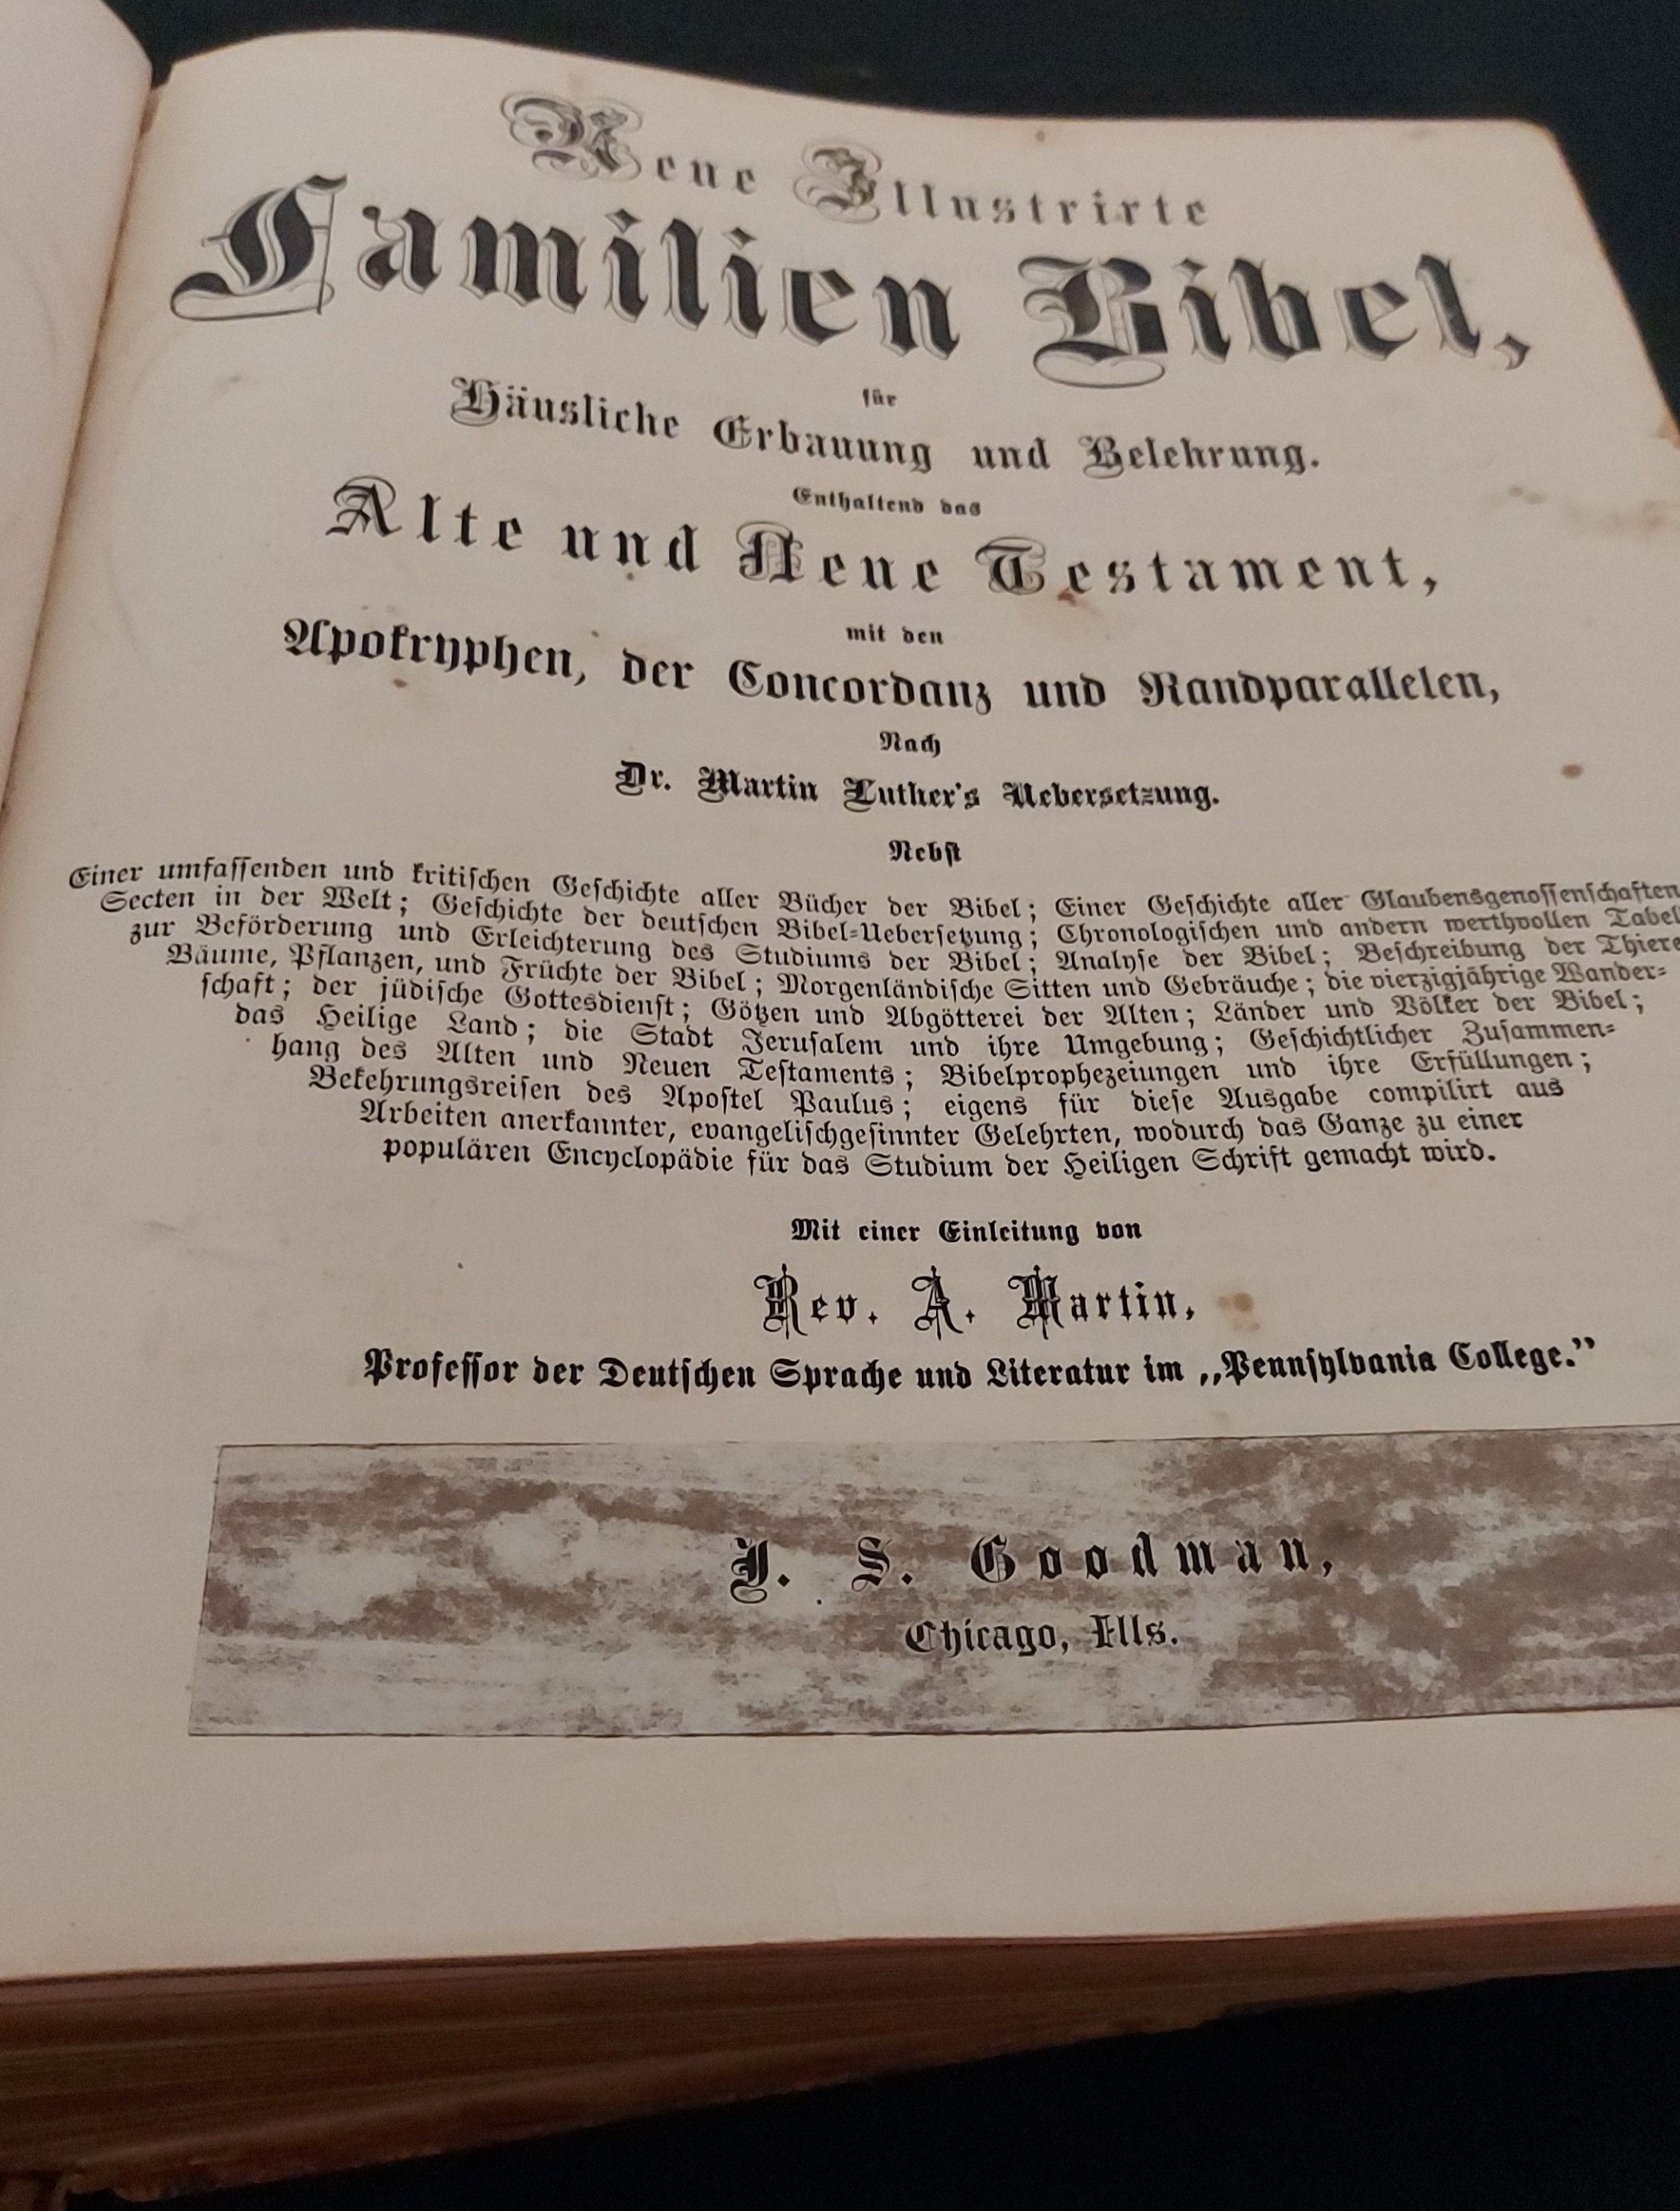 Neue Illustrirte
Familien Bibel,
für
Häusliche Erbauung und Belehrung.
Enthaltend das
Alte und Neue Testament,
mit den
Apokryphen, der Concordanz und Randparallelen,
Nach
Dr. Martin Luther's Uebersetzung.
Nebst
Einer umfassenden und kritischen Geschichte aller Bücher der Bibel; Einer Geschichte aller Glaubensgenossenschaften
Secten in der Welt; Geschichte der deutschen Bibel-Uebersetzung; Chronologischen und andern werthvollen Tabel
zur Beförderung und Erleichterung des Studiums der Bibel; Analyse der Bibel; Beschreibung der Thiere
Bäume, Pflanzen, und Früchte der Bibel; Morgenländische Sitten und Gebräuche; die vierzigjährige Wander-
schaft; der jüdische Gottesdienst; Götzen und Abgötterei der Alten; Länder und Völker der Bibel;
das Heilige Land; die Stadt Jerusalem und ihre Umgebung; Geschichtlicher Zusammen-
hang des Alten und Neuen Testaments; Bibelprophezeiungen und ihre Erfüllungen;
Bekehrungsreisen des Apostel Paulus; eigens für diese Ausgabe compilirt aus
Arbeiten anerkannter, evangelischgesinnter Gelehrten, wodurch das Ganze zu einer
populären Encyclopädie für das Studium der Heiligen Schrift gemacht wird.
Mit einer Einleitung von
Rev. A. Martin,
Professor der Deutschen Sprache und Literatur im „Pennsylvania College.”
J. S. Goodman,
Chicago, Ills.